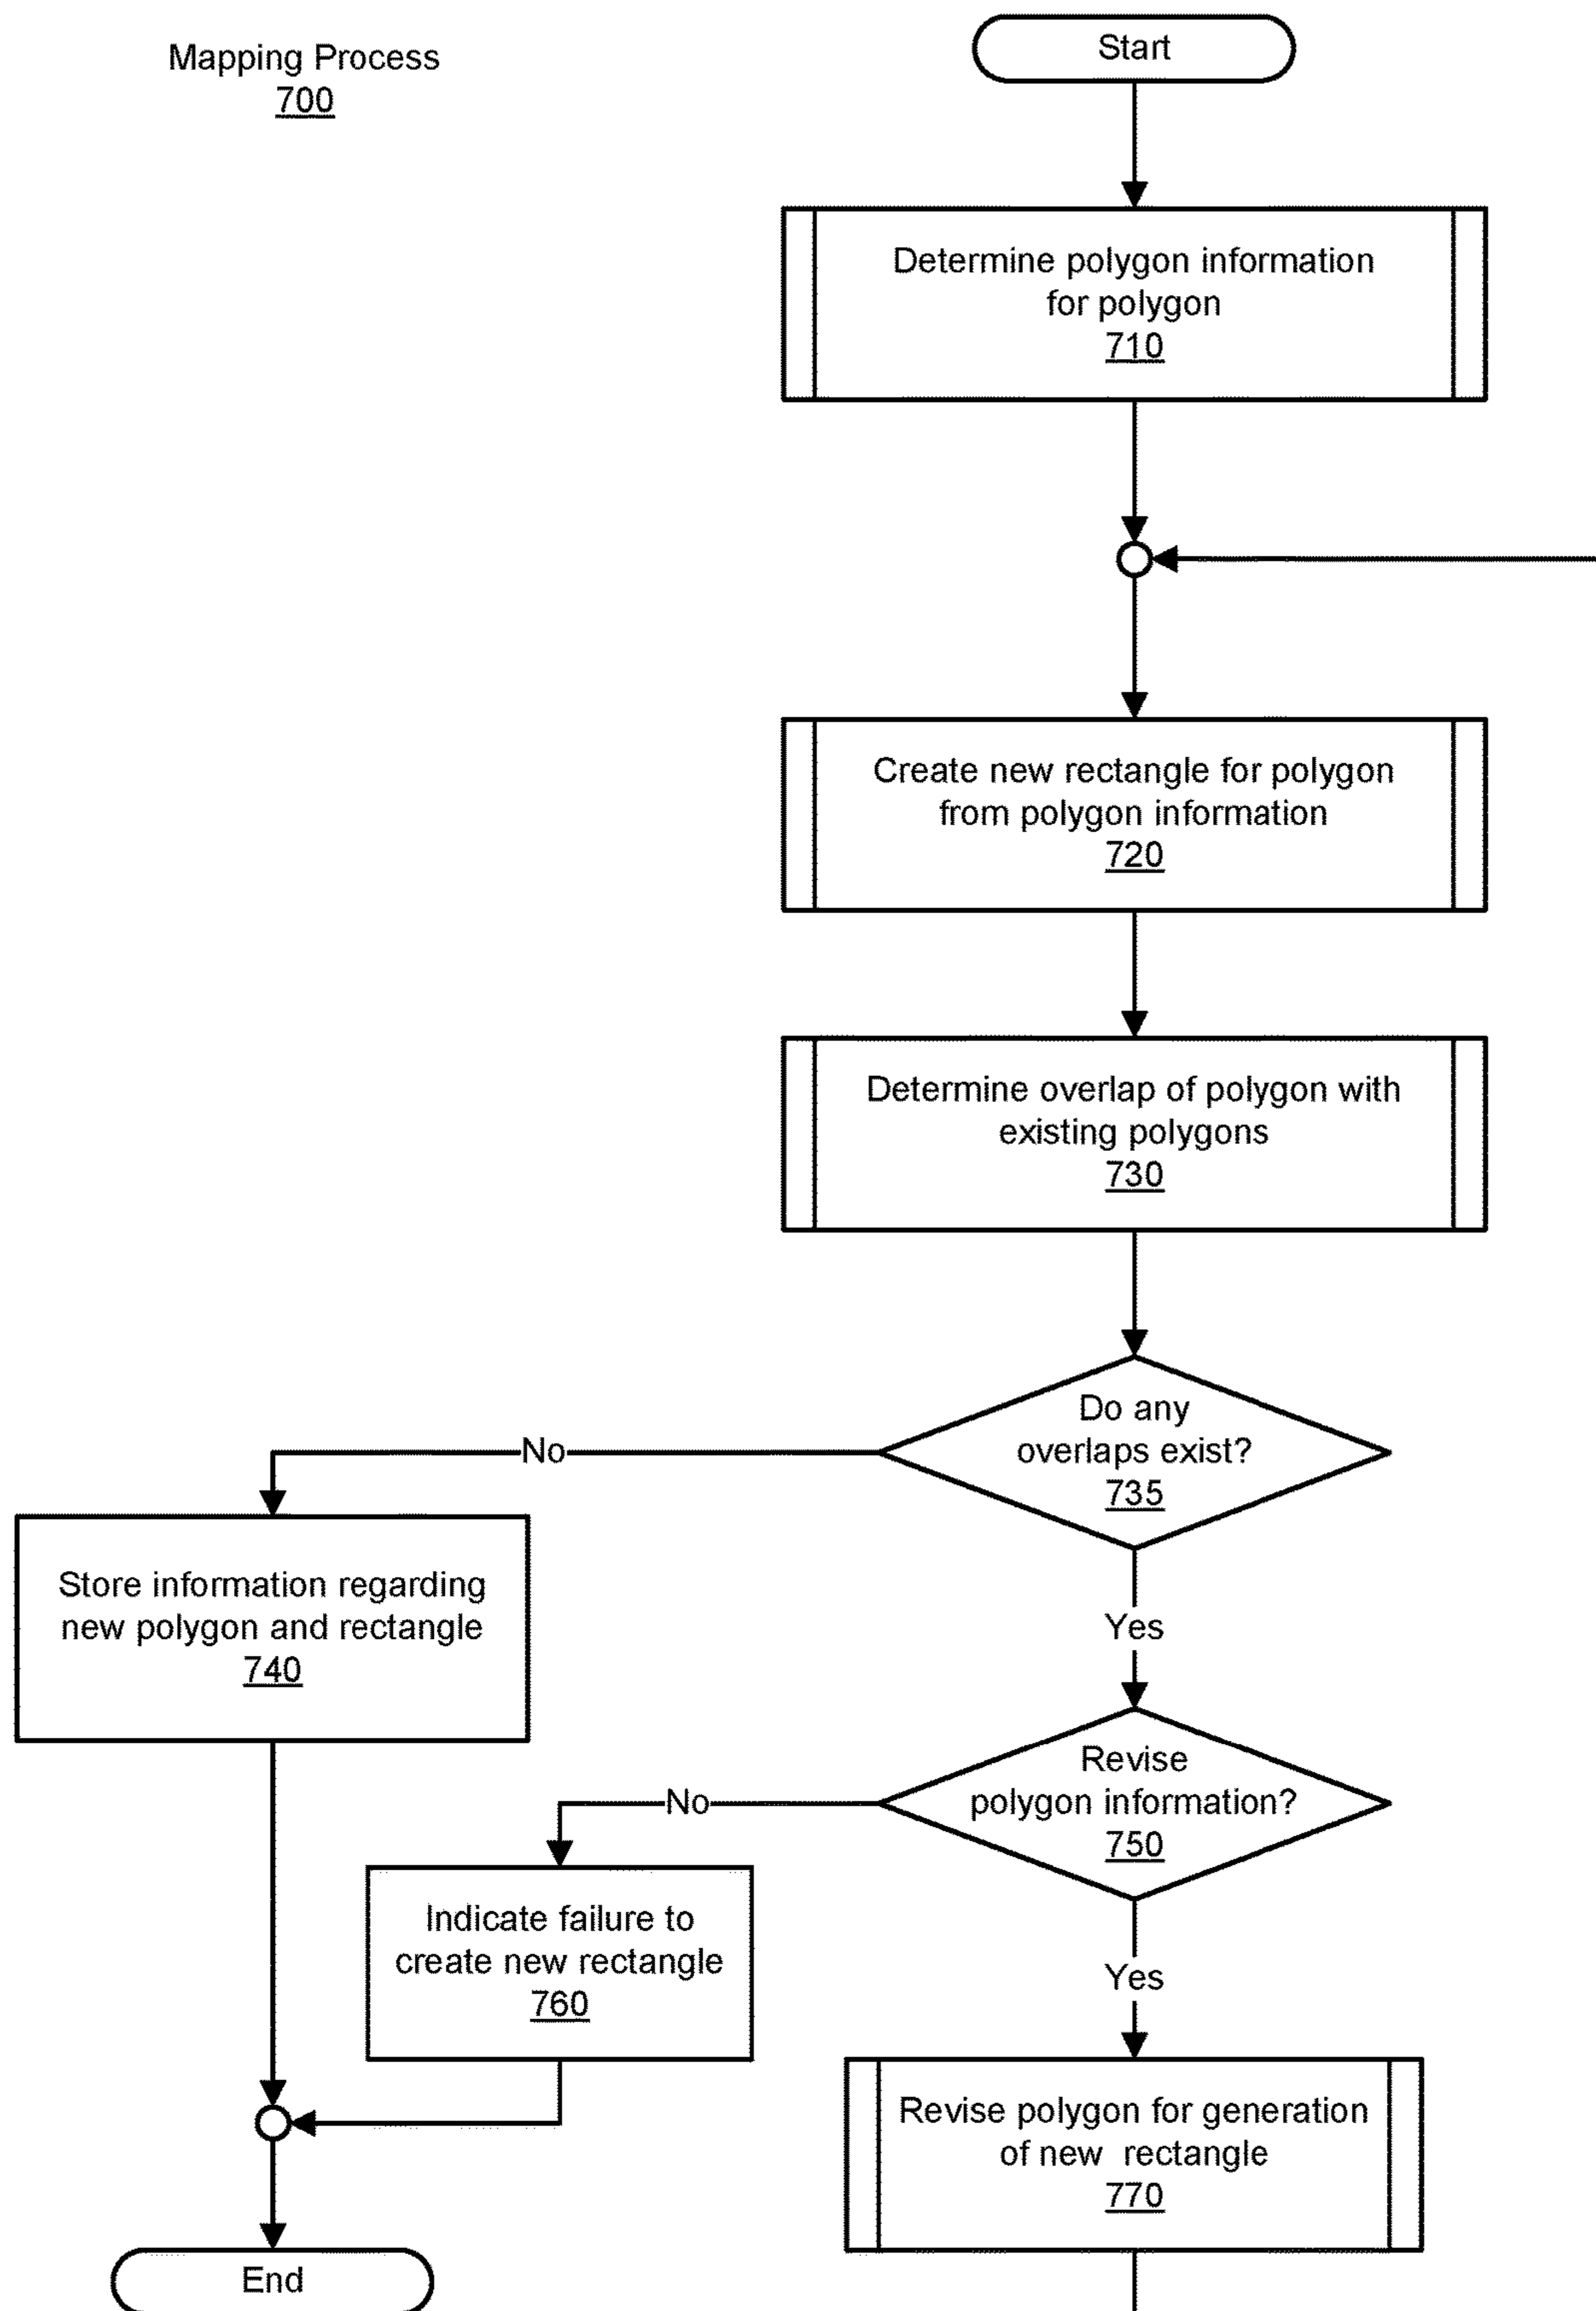 Mapping Process
700
Start
Determine polygon information
for polygon
710
Create new rectangle for polygon
from polygon information
720
Determine overlap of polygon with
existing polygons
730
Do any
overlaps exist?
735
No
Store information regarding
new polygon and rectangle
740
Yes
Revise
polygon information?
750
No
Indicate failure to
create new rectangle
760
Yes
Revise polygon for generation
of new rectangle
770
End